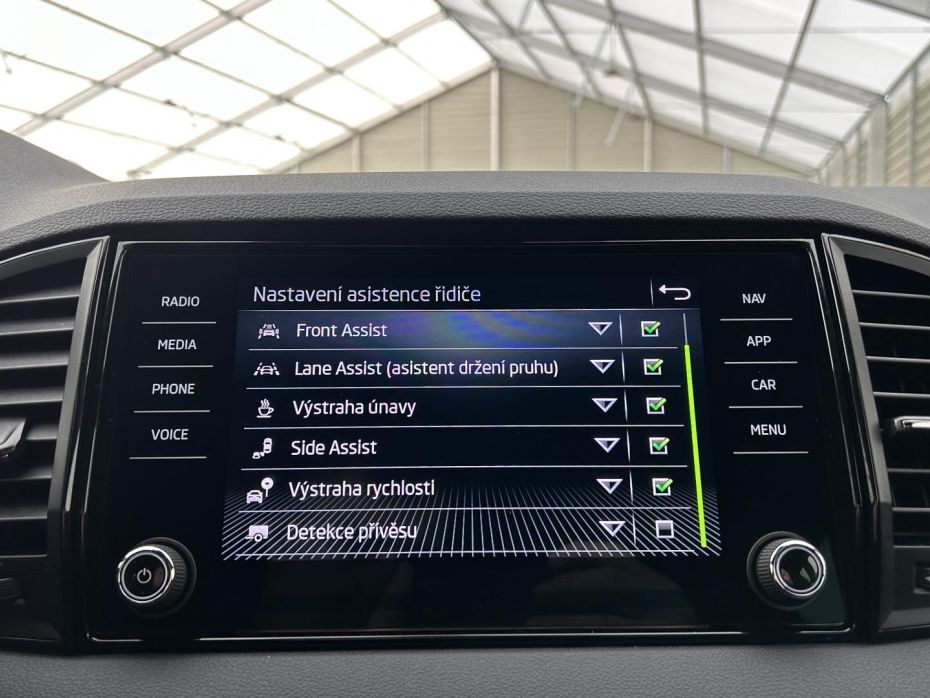 RADIO
MEDIA
PHONE
VOICE
Nastavení asistence řidiče
Front Assist
Lane Assist (asistent držení pruhu)
Výstraha únavy
Side Assist
Výstraha rychlosti
Detekce přívěsu
NAV
APP
CAR
MENU